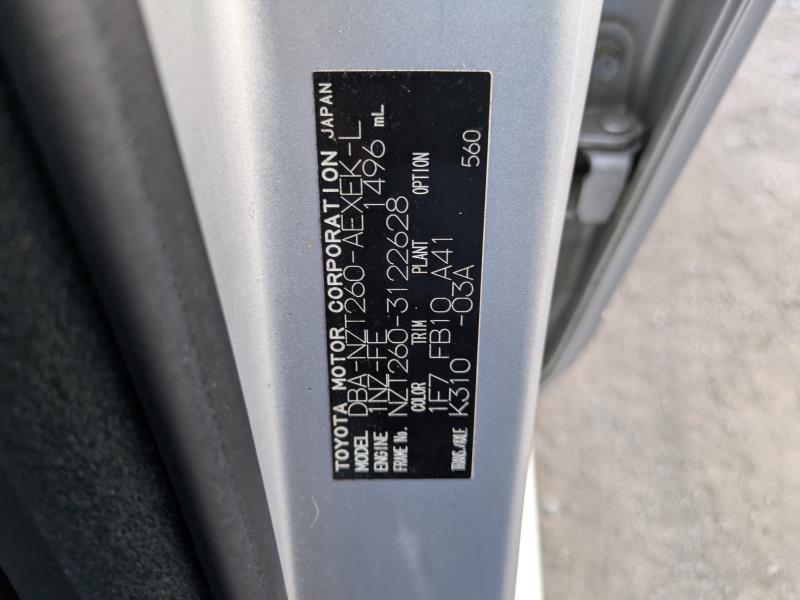 TOYOTA MOTOR CORPORATION JAPAN
MODEL DBA-NZT260-AEXEK-L
ENGINE 1NZ-FE 1496 mL
FRAME No. NZT260-3122628
COLOR TRIM PLANT OPTION
1E7 FB10 A41
TRANS./AXLE K310 -03A 560